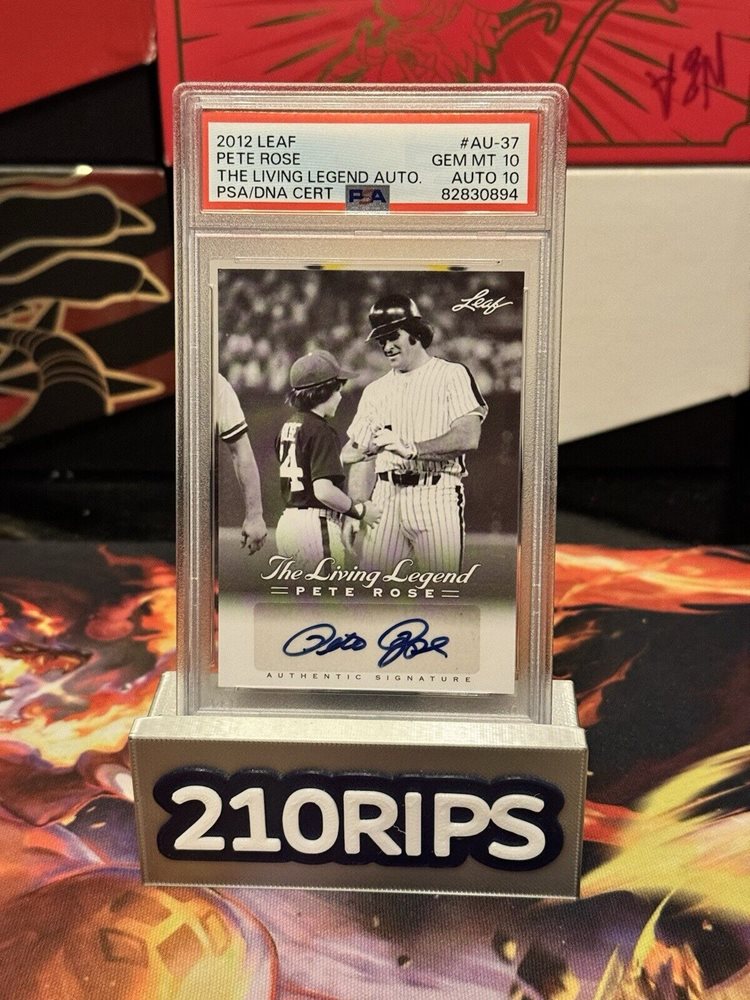 2012 LEAF #AU-37
PETE ROSE GEM MT 10
THE LIVING LEGEND AUTO. AUTO 10
PSA/DNA CERT PSA 82830894
Leaf
4
The Living Legend
PETE ROSE
Pete Rose
AUTHENTIC SIGNATURE
210RIPS